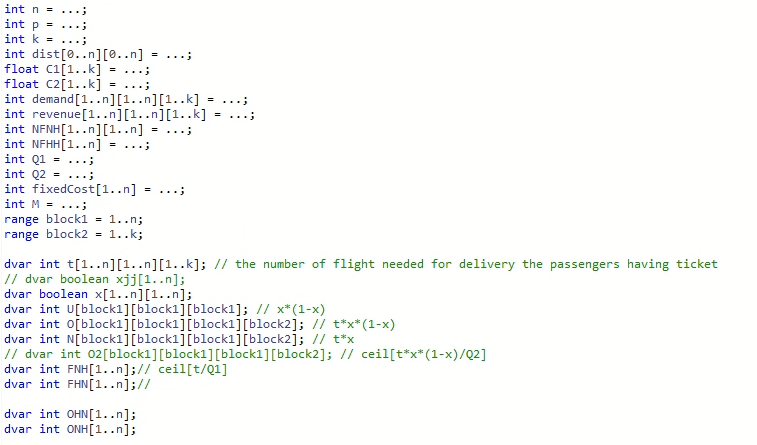 int n = ...;
int p = ...;
int k = ...;
int dist[0..n][0..n] = ...;
float C1[1..k] = ...;
float C2[1..k] = ...;
int demand[1..n][1..n][1..k] = ...;
int revenue[1..n][1..n][1..k] = ...;
int NFNH[1..n][1..n] = ...;
int NFHH[1..n] = ...;
int Q1 = ...;
int Q2 = ...;
int fixedCost[1..n] = ...;
int M = ...;
range block1 = 1..n;
range block2 = 1..k;
dvar int t[1..n][1..n][1..k]; // the number of flight needed for delivery the passengers having ticket
// dvar boolean xjj[1..n];
dvar boolean x[1..n][1..n];
dvar int U[block1][block1][block1]; // x*(1-x)
dvar int O[block1][block1][block1][block2]; // t*x*(1-x)
dvar int N[block1][block1][block1][block2]; // t*x
// dvar int O2[block1][block1][block1][block2]; // ceil[t*x*(1-x)/Q2]
dvar int FNH[1..n];// ceil[t/Q1]
dvar int FHN[1..n];//
dvar int OHN[1..n];
dvar int ONH[1..n];